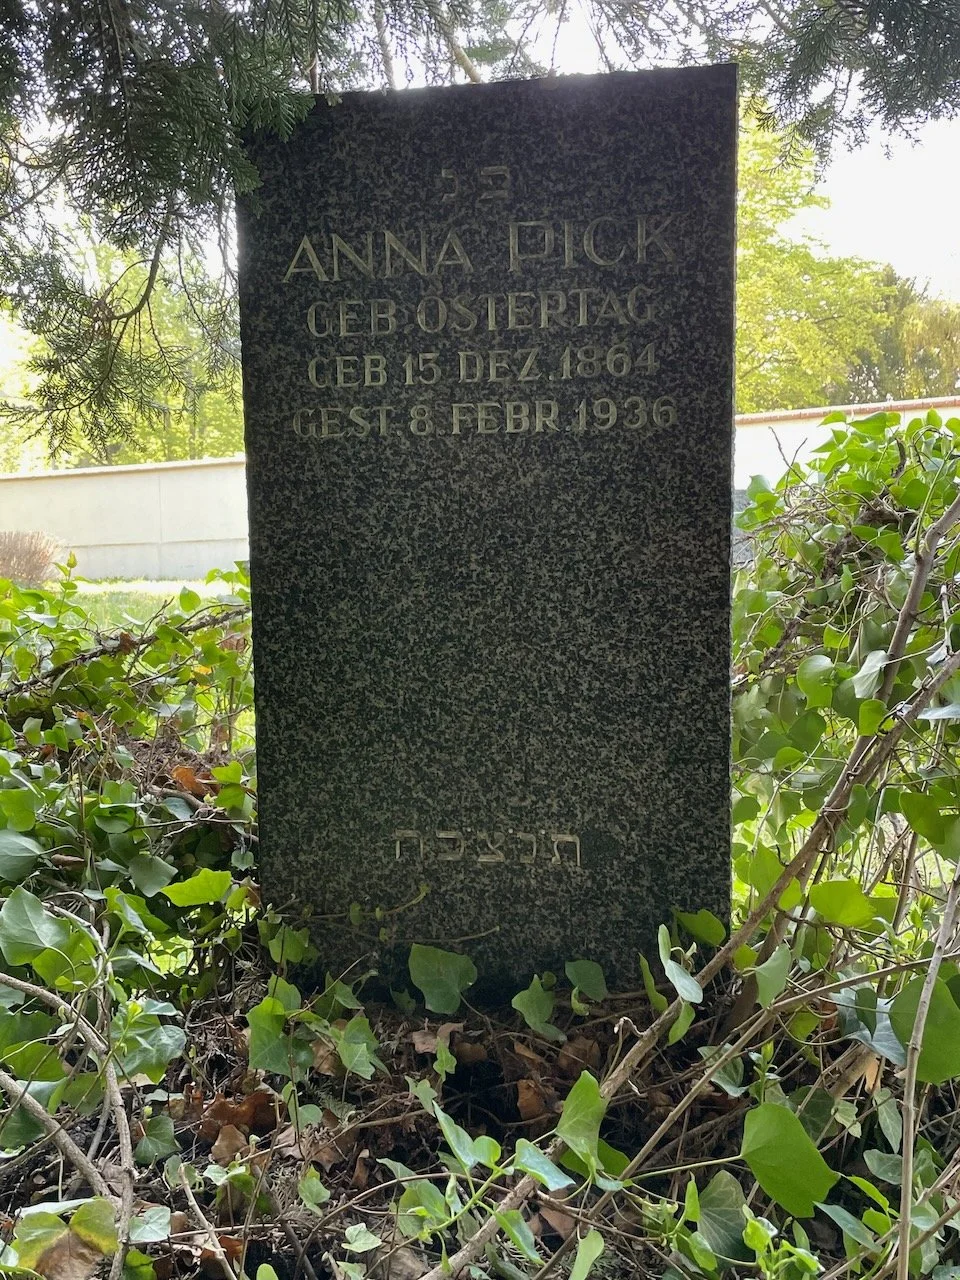 פ נ
ANNA PICK
GEB. OSTERTAG
GEB 15 DEZ. 1864
GEST. 8. FEBR. 1936
תנצבה